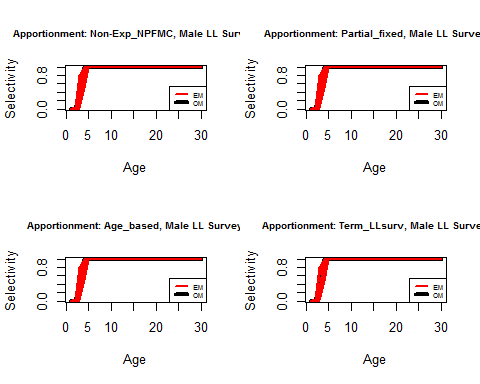 Apportionment: Non-Exp_NPFMC, Male LL Surv
Selectivity
0.0 0.8
EM
OM
0 5 10 20 30
Age
Apportionment: Partial_fixed, Male LL Surve
Selectivity
0.0 0.8
EM
OM
0 5 10 20 30
Age
Apportionment: Age_based, Male LL Survey
Selectivity
0.0 0.8
EM
OM
0 5 10 20 30
Age
Apportionment: Term_LLsurv, Male LL Surve
Selectivity
0.0 0.8
EM
OM
0 5 10 20 30
Age